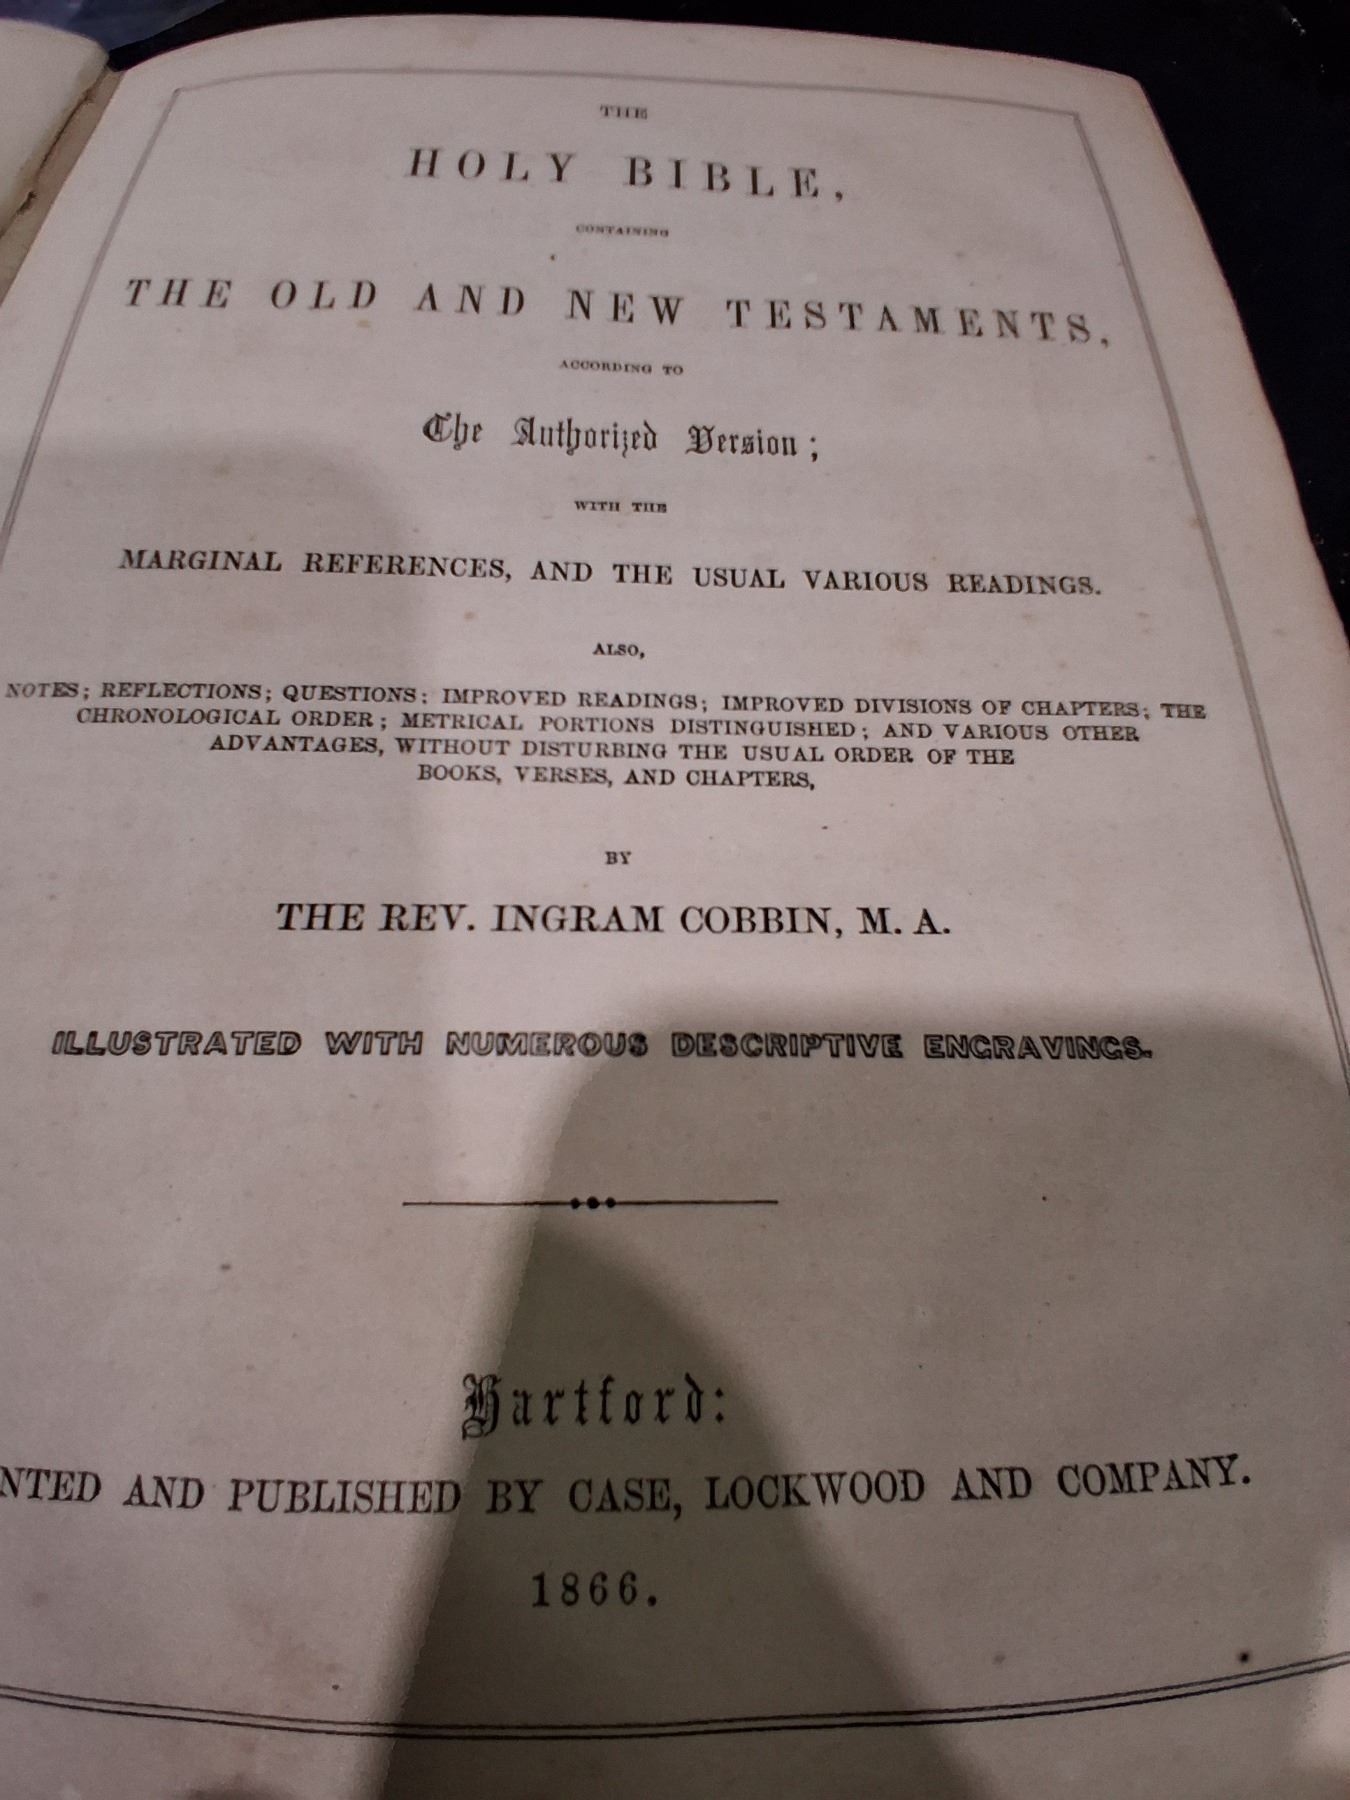 THE
HOLY BIBLE,
CONTAINING
THE OLD AND NEW TESTAMENTS,
ACCORDING TO
The Authorized Version;
WITH THE
MARGINAL REFERENCES, AND THE USUAL VARIOUS READINGS.
ALSO,
NOTES; REFLECTIONS; QUESTIONS; IMPROVED READINGS; IMPROVED DIVISIONS OF CHAPTERS; THE
CHRONOLOGICAL ORDER; METRICAL PORTIONS DISTINGUISHED; AND VARIOUS OTHER
ADVANTAGES, WITHOUT DISTURBING THE USUAL ORDER OF THE
BOOKS, VERSES, AND CHAPTERS,
BY
THE REV. INGRAM COBBIN, M. A.
ILLUSTRATED WITH NUMEROUS DESCRIPTIVE ENGRAVINGS.
Hartford:
NTED AND PUBLISHED BY CASE, LOCKWOOD AND COMPANY.
1866.